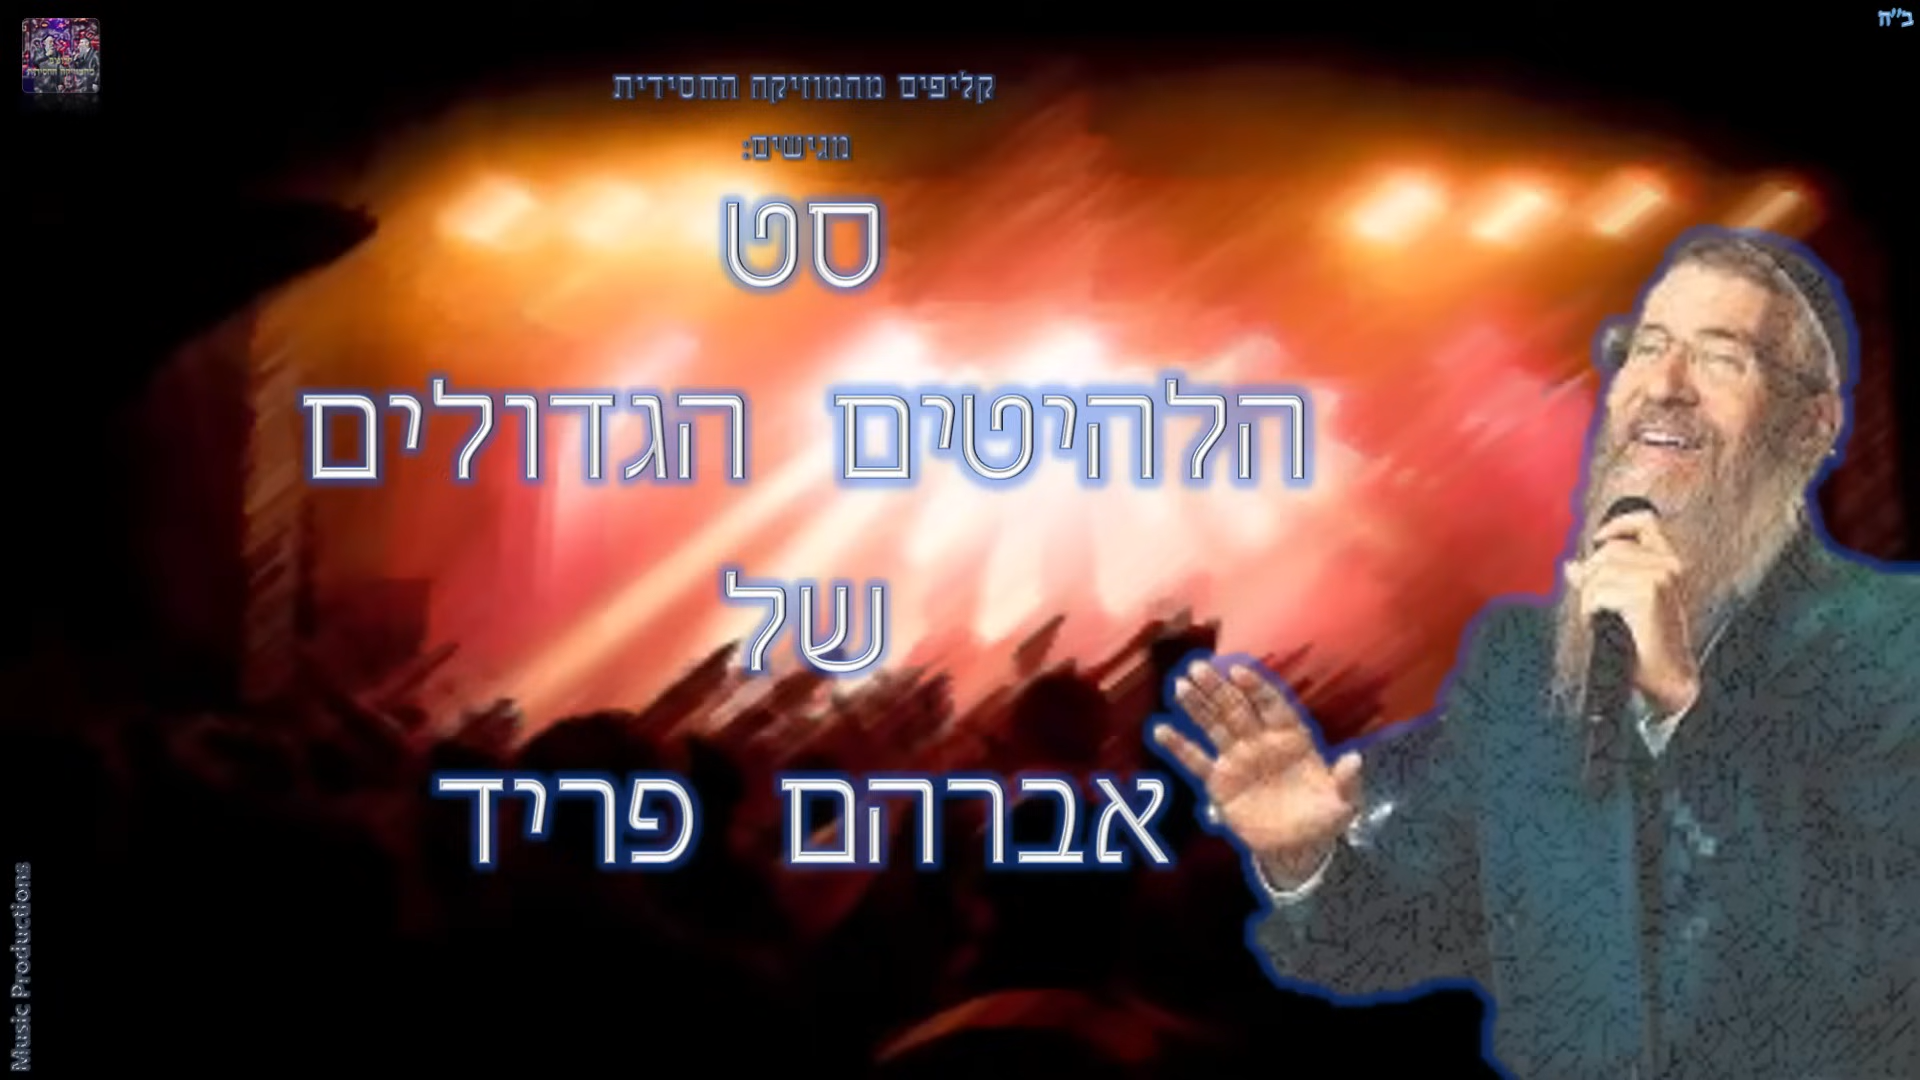 ב"ח
קליפים מהמוזיקה החסידית
מגישים:
סט
הלהיטים הגדולים
של
אברהם פריד
Music Productions